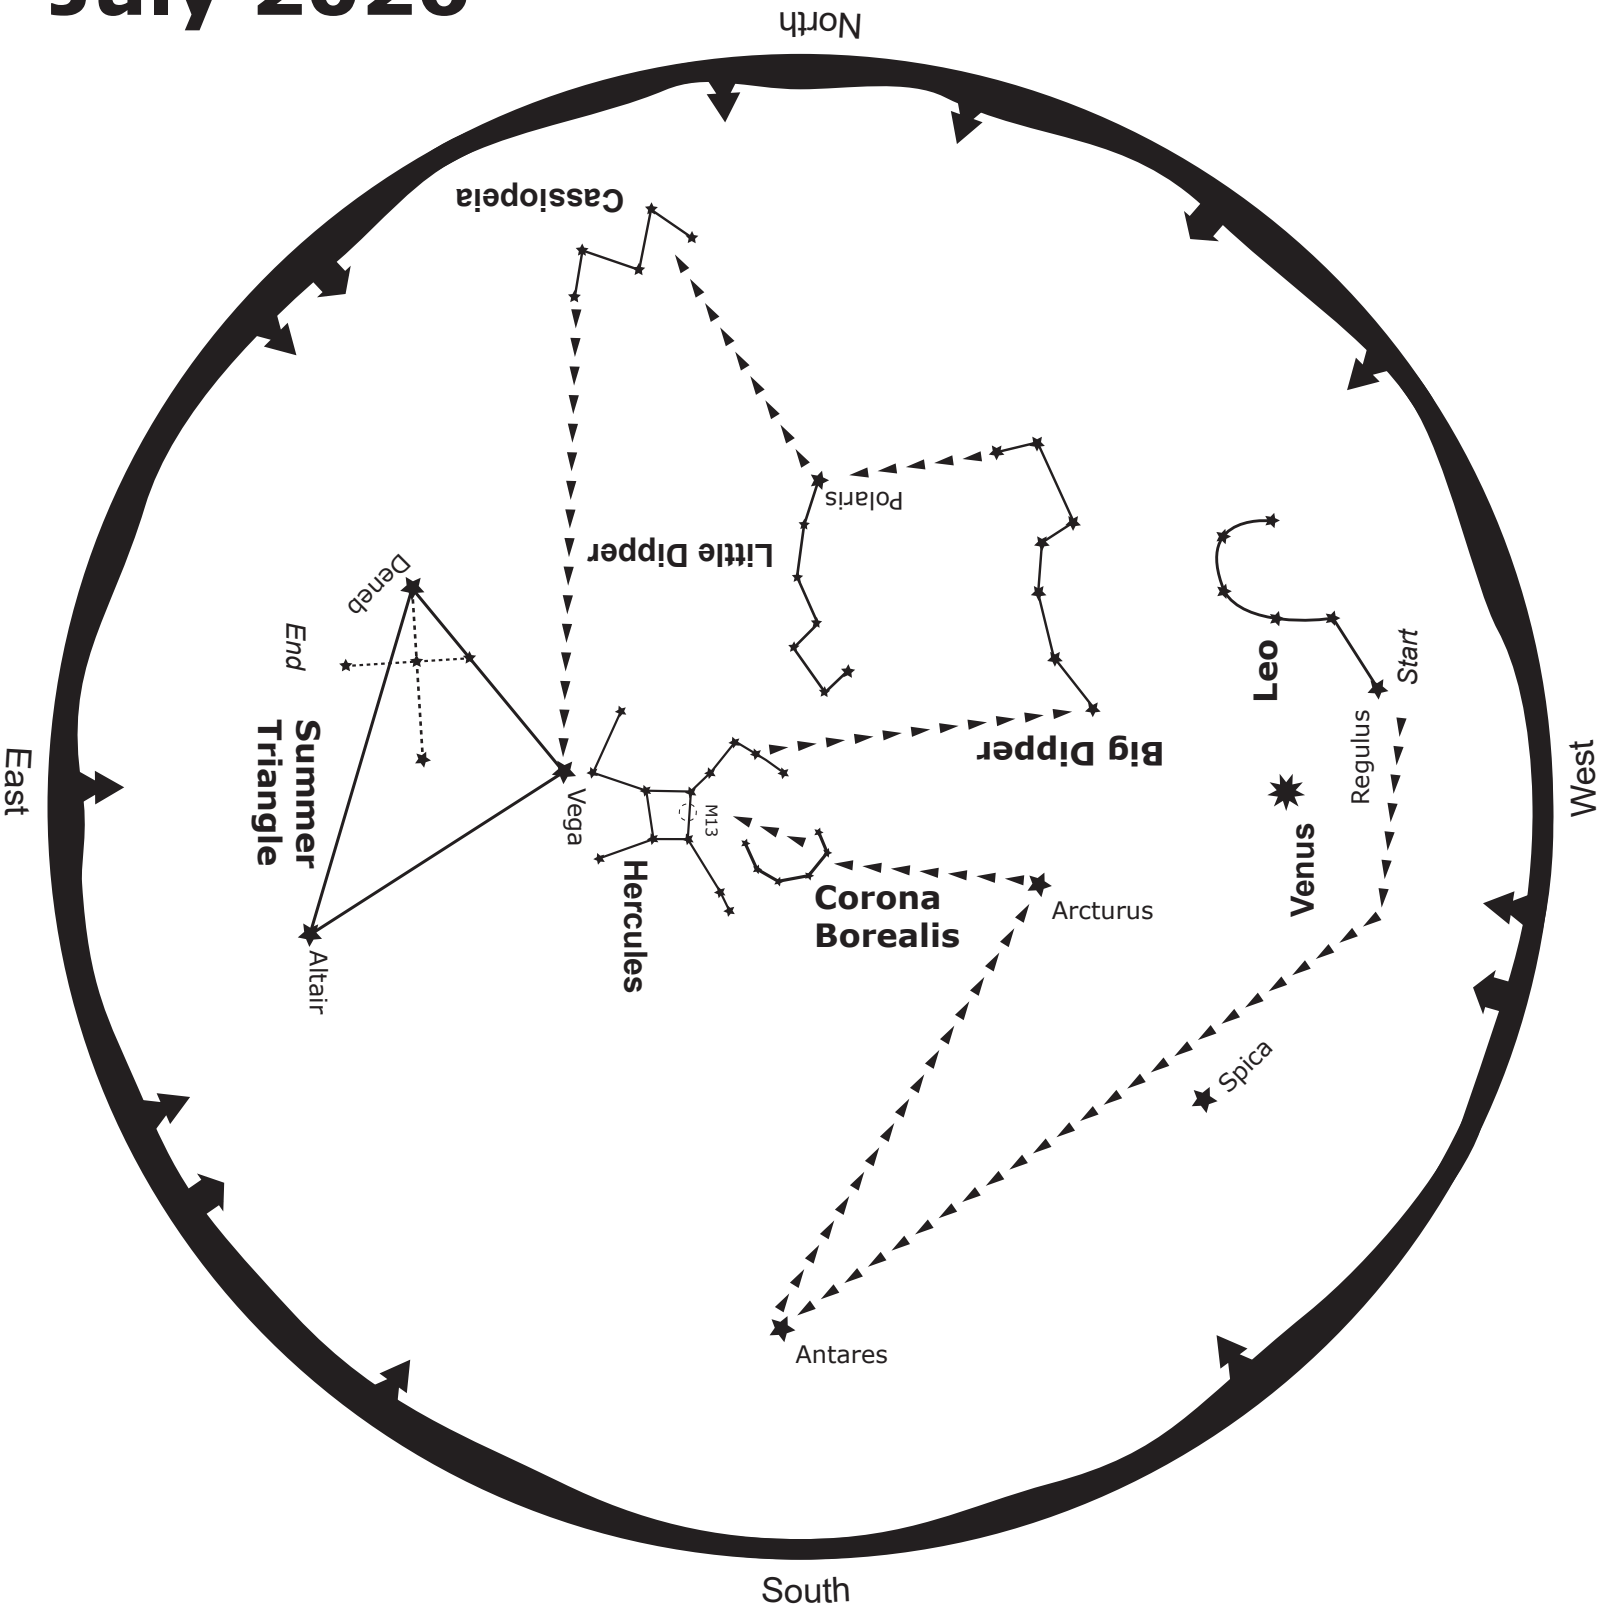 July 2026
North
Cassiopeia
Polaris
Little Dipper
Deneb
End
Summer
Triangle
Vega
Altair
Hercules
M13
Corona
Borealis
Arcturus
Big Dipper
Leo
Start
Regulus
Venus
Spica
Antares
East
West
South